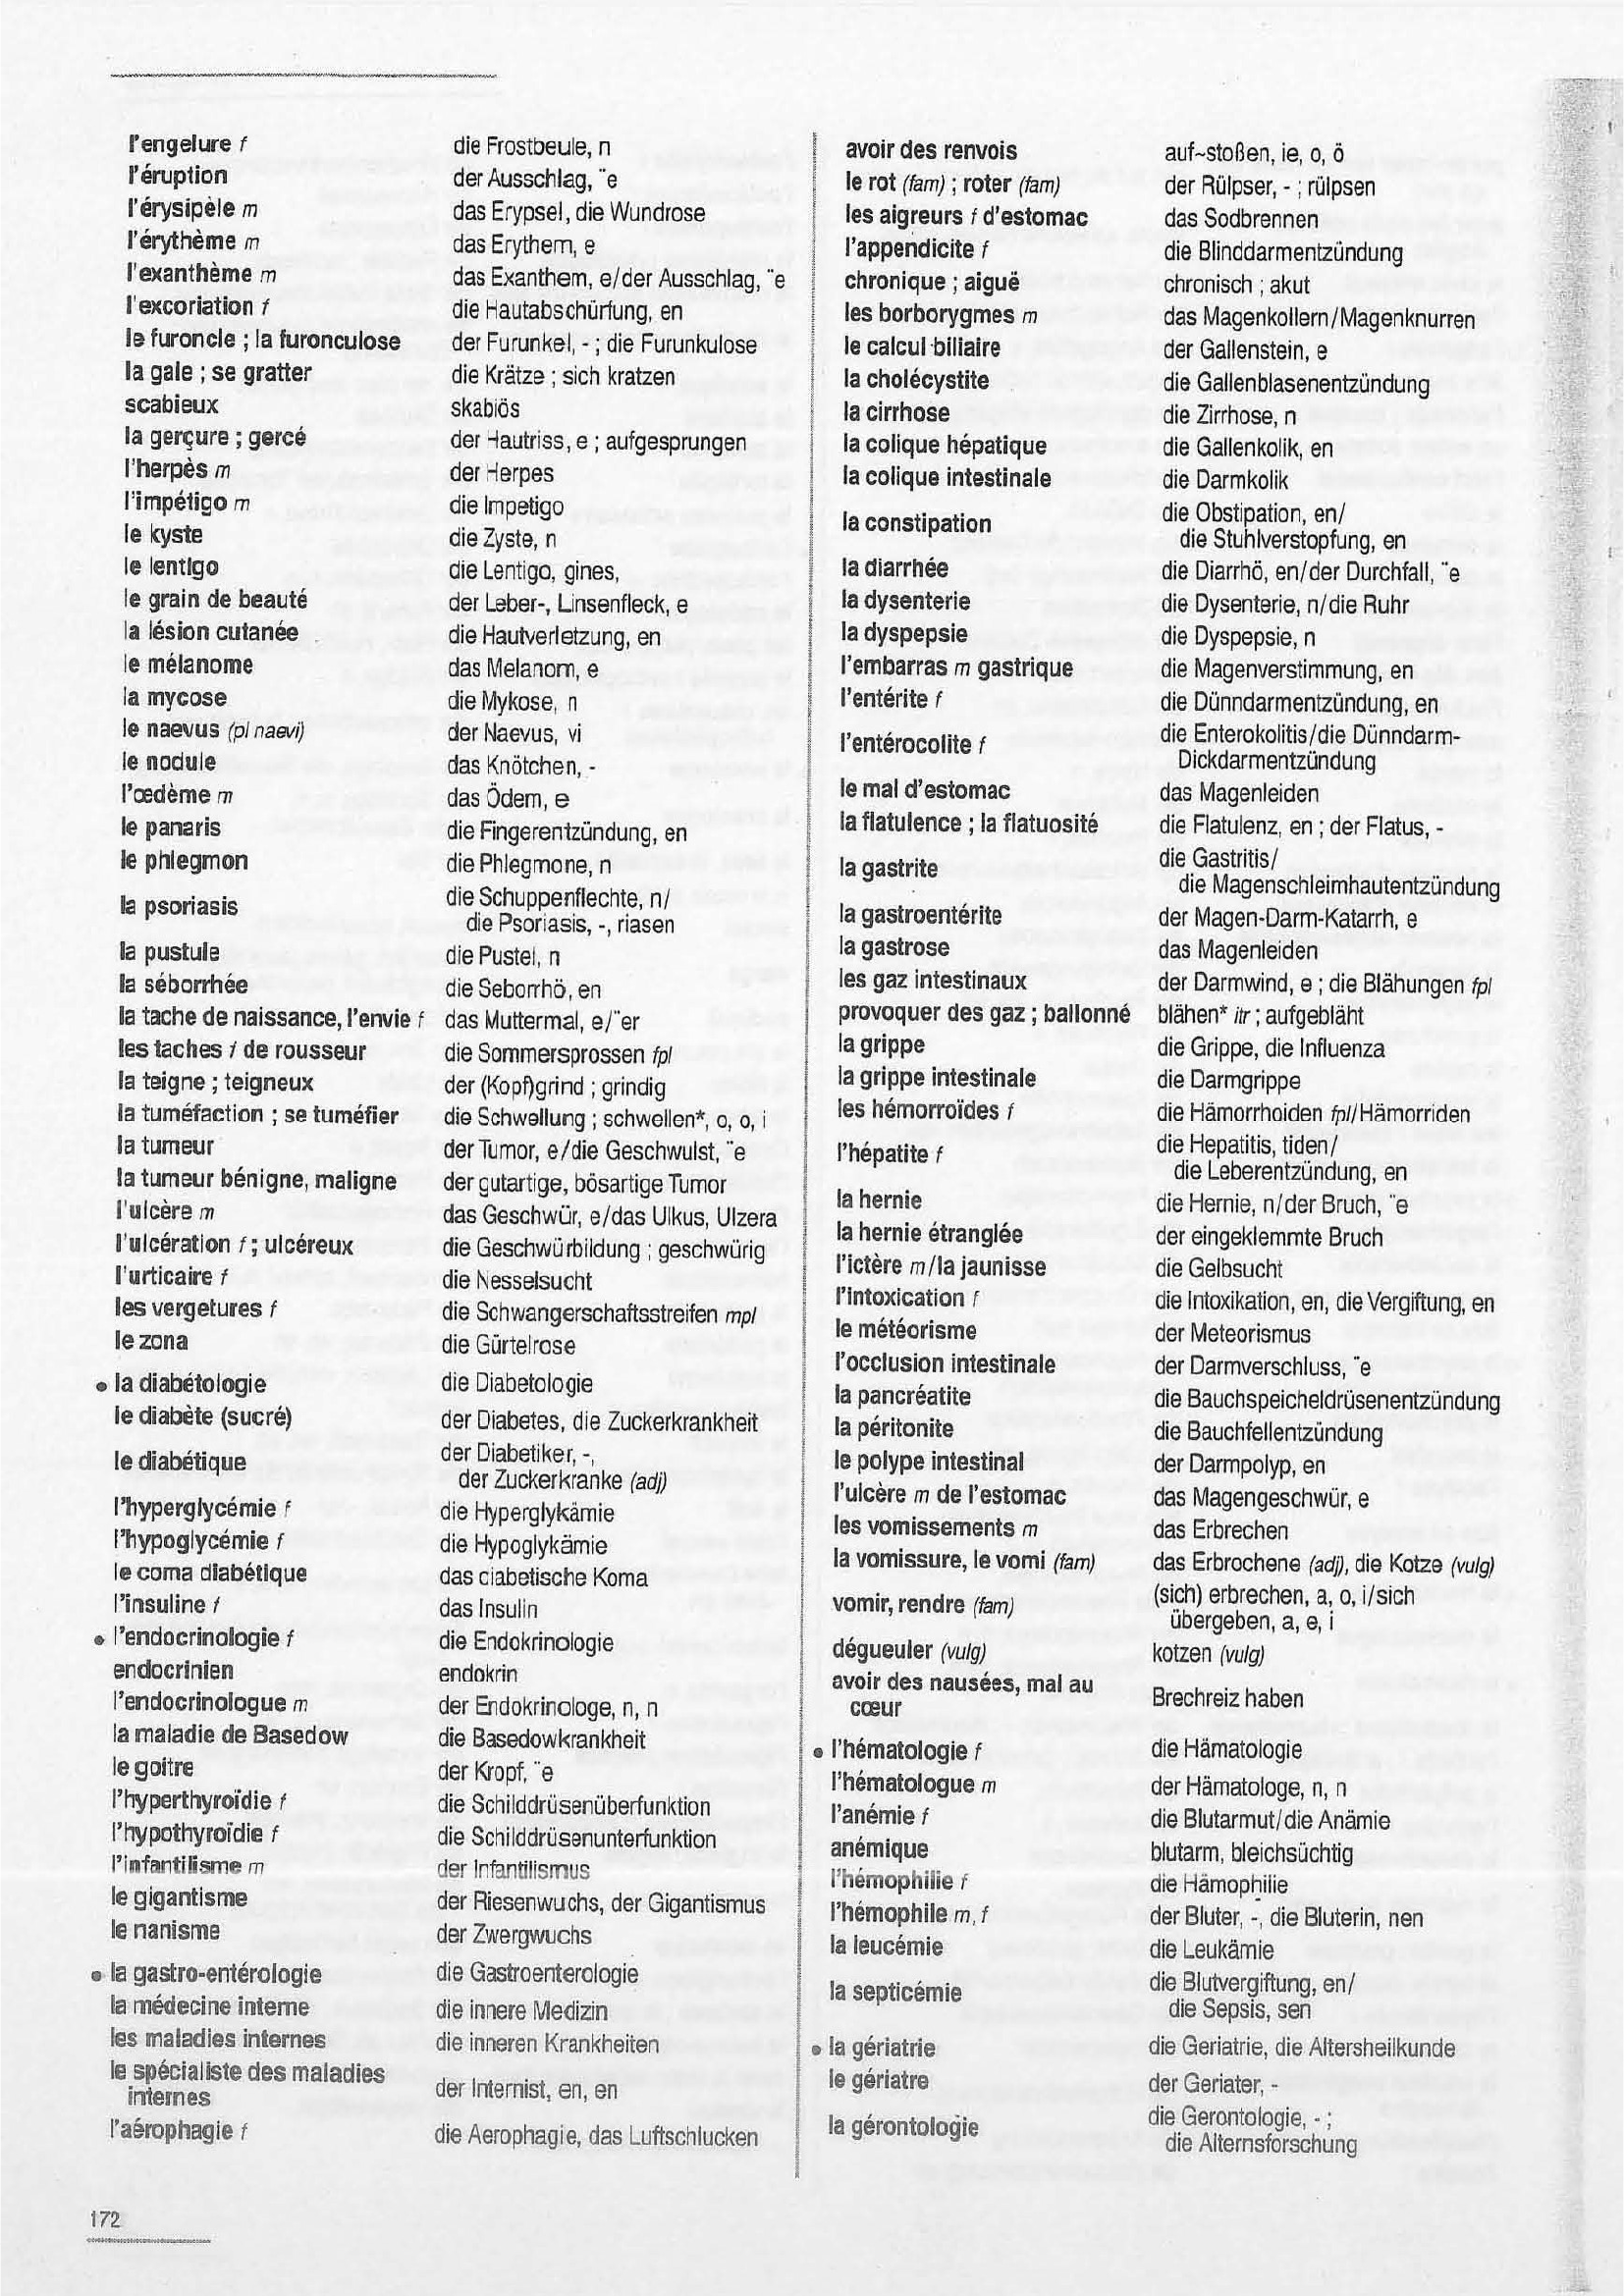 l'engelure f die Frostbeule, n
l'éruption der Ausschlag, ¨e
l'érysipèle m das Erypsel, die Wundrose
l'érythème m das Erythem, e
l'exanthème m das Exanthem, e/der Ausschlag, ¨e
l'excoriation f die Hautabschürfung, en
le furoncle ; la furonculose der Furunkel, - ; die Furunkulose
la gale ; se gratter die Krätze ; sich kratzen
scabieux skabiös
la gerçure ; gercé der Hautriss, e ; aufgesprungen
l'herpès m der Herpes
l'impétigo m die Impetigo
le kyste die Zyste, n
le lentigo die Lentigo, gines,
le grain de beauté der Leber-, Linsenfleck, e
la lésion cutanée die Hautverletzung, en
le mélanome das Melanom, e
la mycose die Mykose, n
le naevus (pl naevi) der Naevus, vi
le nodule das Knötchen, -
l'œdème m das Ödem, e
le panaris die Fingerentzündung, en
le phlegmon die Phlegmone, n
la psoriasis die Schuppenflechte, n/
die Psoriasis, -, riasen
la pustule die Pustel, n
la séborrhée die Seborrhö, en
la tache de naissance, l'envie f das Muttermal, e/¨er
les taches f de rousseur die Sommersprossen fpl
la teigne ; teigneux der (Kopf)grind ; grindig
la tuméfaction ; se tuméfier die Schwellung ; schwellen*, o, o, i
la tumeur der Tumor, e/die Geschwulst, ¨e
la tumeur bénigne, maligne der gutartige, bösartige Tumor
l'ulcère m das Geschwür, e/das Ulkus, Ulzera
l'ulcération f ; ulcéreux die Geschwürbildung ; geschwürig
l'urticaire f die Nesselsucht
les vergetures f die Schwangerschaftsstreifen mpl
le zona die Gürtelrose
• la diabétologie die Diabetologie
le diabète (sucré) der Diabetes, die Zuckerkrankheit
le diabétique der Diabetiker, -,
der Zuckerkranke (adj)
l'hyperglycémie f die Hyperglykämie
l'hypoglycémie f die Hypoglykämie
le coma diabétique das diabetische Koma
l'insuline f das Insulin
• l'endocrinologie f die Endokrinologie
endocrinien endokrin
l'endocrinologue m der Endokrinologe, n, n
la maladie de Basedow die Basedowkrankheit
le goitre der Kropf, ¨e
l'hyperthyroïdie f die Schilddrüsenüberfunktion
l'hypothyroïdie f die Schilddrüsenunterfunktion
l'infantilisme m der Infantilismus
le gigantisme der Riesenwuchs, der Gigantismus
le nanisme der Zwergwuchs
• la gastro-entérologie die Gastroenterologie
la médecine interne die innere Medizin
les maladies internes die inneren Krankheiten
le spécialiste des maladies
internes der Internist, en, en
l'aérophagie f die Aerophagie, das Luftschlucken
172
avoir des renvois auf~stoßen, ie, o, ö
le rot (fam) ; roter (fam) der Rülpser, - ; rülpsen
les aigreurs f d'estomac das Sodbrennen
l'appendicite f die Blinddarmentzündung
chronique ; aiguë chronisch ; akut
les borborygmes m das Magenkollern/Magenknurren
le calcul biliaire der Gallenstein, e
la cholécystite die Gallenblasenentzündung
la cirrhose die Zirrhose, n
la colique hépatique die Gallenkolik, en
la colique intestinale die Darmkolik
la constipation die Obstipation, en/
die Stuhlverstopfung, en
la diarrhée die Diarrhö, en/der Durchfall, ¨e
la dysenterie die Dysenterie, n/die Ruhr
la dyspepsie die Dyspepsie, n
l'embarras m gastrique die Magenverstimmung, en
l'entérite f die Dünndarmentzündung, en
l'entérocolite f die Enterokolitis/die Dünndarm-
Dickdarmentzündung
le mal d'estomac das Magenleiden
la flatulence ; la flatuosité die Flatulenz, en ; der Flatus, -
la gastrite die Gastritis/
die Magenschleimhautentzündung
la gastroentérite der Magen-Darm-Katarrh, e
la gastrose das Magenleiden
les gaz intestinaux der Darmwind, e ; die Blähungen fpl
provoquer des gaz ; ballonné blähen* itr ; aufgebläht
la grippe die Grippe, die Influenza
la grippe intestinale die Darmgrippe
les hémorroïdes f die Hämorrhoiden fpl/Hämorriden
l'hépatite f die Hepatitis, tiden/
die Leberentzündung, en
la hernie die Hernie, n/der Bruch, ¨e
la hernie étranglée der eingeklemmte Bruch
l'ictère m/la jaunisse die Gelbsucht
l'intoxication f die Intoxikation, en, die Vergiftung, en
le météorisme der Meteorismus
l'occlusion intestinale der Darmverschluss, ¨e
la pancréatite die Bauchspeicheldrüsenentzündung
la péritonite die Bauchfellentzündung
le polype intestinal der Darmpolyp, en
l'ulcère m de l'estomac das Magengeschwür, e
les vomissements m das Erbrechen
la vomissure, le vomi (fam) das Erbrochene (adj), die Kotze (vulg)
vomir, rendre (fam) (sich) erbrechen, a, o, i/sich
übergeben, a, e, i
dégueuler (vulg) kotzen (vulg)
avoir des nausées, mal au
cœur Brechreiz haben
• l'hématologie f die Hämatologie
l'hématologue m der Hämatologe, n, n
l'anémie f die Blutarmut/die Anämie
anémique blutarm, bleichsüchtig
l'hémophilie f die Hämophilie
l'hémophile m, f der Bluter, -, die Bluterin, nen
la leucémie die Leukämie
la septicémie die Blutvergiftung, en/
die Sepsis, sen
• la gériatrie die Geriatrie, die Altersheilkunde
le gériatre der Geriater, -
la gérontologie die Gerontologie, - ;
die Alternsforschung